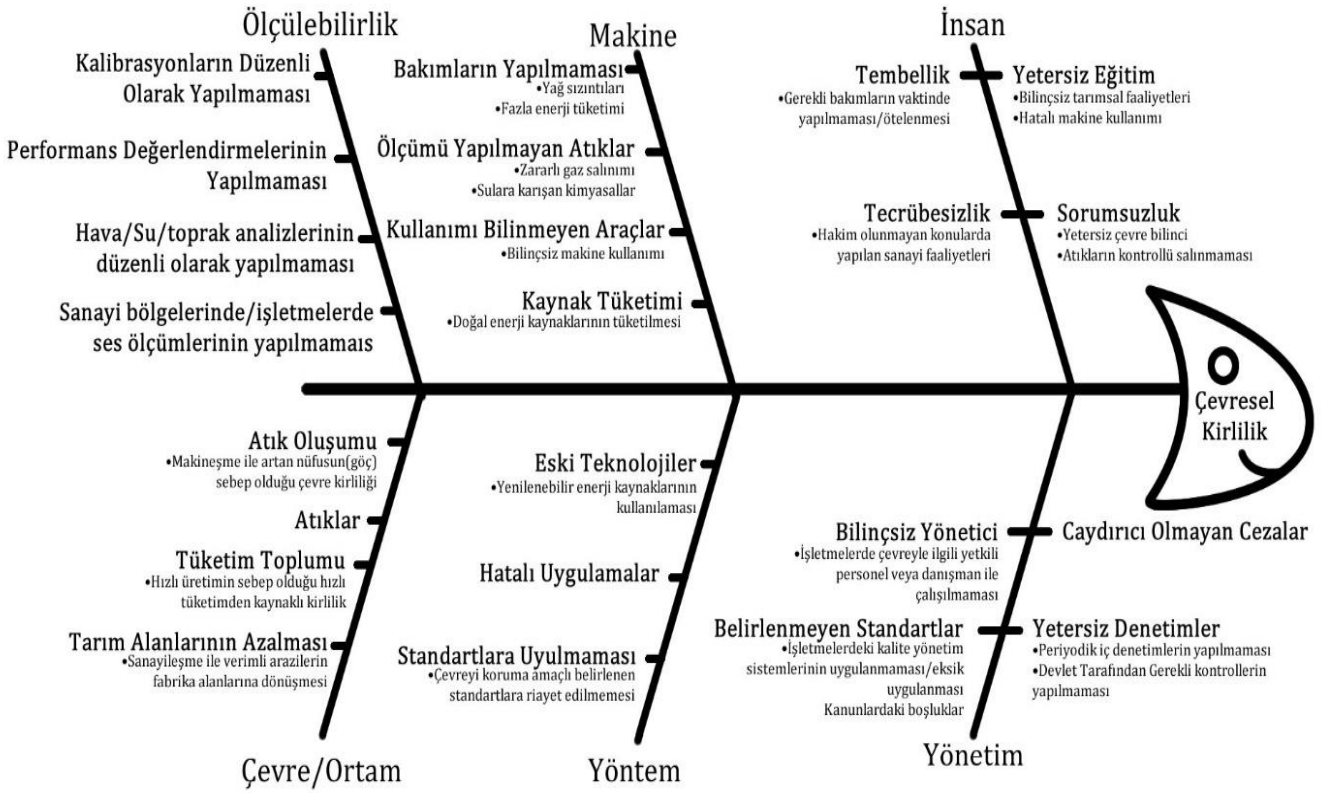 Ölçülebilirlik
Kalibrasyonların Düzenli
Olarak Yapılmaması
Performans Değerlendirmelerinin
Yapılmaması
Hava/Su/toprak analizlerinin
düzenli olarak yapılmaması
Sanayi bölgelerinde/işletmelerde
ses ölçümlerinin yapılmamaıs
Makine
Bakımların Yapılmaması
•Yağ sızıntıları
•Fazla enerji tüketimi
Ölçümü Yapılmayan Atıklar
•Zararlı gaz salınımı
•Sulara karışan kimyasallar
Kullanımı Bilinmeyen Araçlar
•Bilinçsiz makine kullanımı
Kaynak Tüketimi
•Doğal enerji kaynaklarının tüketilmesi
İnsan
Tembellik
•Gerekli bakımların vaktinde
yapılmaması/ötelenmesi
Yetersiz Eğitim
•Bilinçsiz tarımsal faaliyetleri
•Hatalı makine kullanımı
Tecrübesizlik
•Hakim olunmayan konularda
yapılan sanayi faaliyetleri
Sorumsuzluk
•Yetersiz çevre bilinci
•Atıkların kontrollü salınmaması
Çevresel
Kirlilik
Atık Oluşumu
•Makineşme ile artan nüfusun(göç)
sebep olduğu çevre kirliliği
Atıklar
Tüketim Toplumu
•Hızlı üretimin sebep olduğu hızlı
tüketimden kaynaklı kirlilik
Tarım Alanlarının Azalması
•Sanayileşme ile verimli arazilerin
fabrika alanlarına dönüşmesi
Çevre/Ortam
Eski Teknolojiler
•Yenilenebilir enerji kaynaklarının
kullanılaması
Hatalı Uygulamalar
Standartlara Uyulmaması
•Çevreyi koruma amaçlı belirlenen
standartlara riayet edilmemesi
Yöntem
Bilinçsiz Yönetici
•İşletmelerde çevreyle ilgili yetkili
personel veya danışman ile
çalışılmaması
Caydırıcı Olmayan Cezalar
Belirlenmeyen Standartlar
•İşletmelerdeki kalite yönetim
sistemlerinin uygulanmaması/eksik
uygulanması
Kanunlardaki boşluklar
Yetersiz Denetimler
•Periyodik iç denetimlerin yapılmaması
•Devlet Tarafından Gerekli kontrollerin
yapılmaması
Yönetim